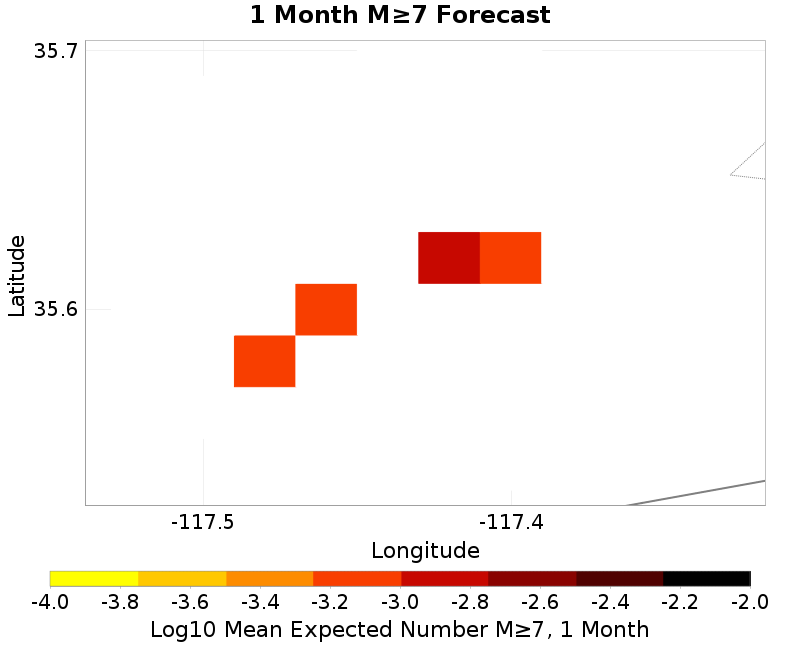 1 Month M≥7 Forecast
35.7
Latitude
35.6
-117.5 -117.4
Longitude
-4.0 -3.8 -3.6 -3.4 -3.2 -3.0 -2.8 -2.6 -2.4 -2.2 -2.0
Log10 Mean Expected Number M≥7, 1 Month